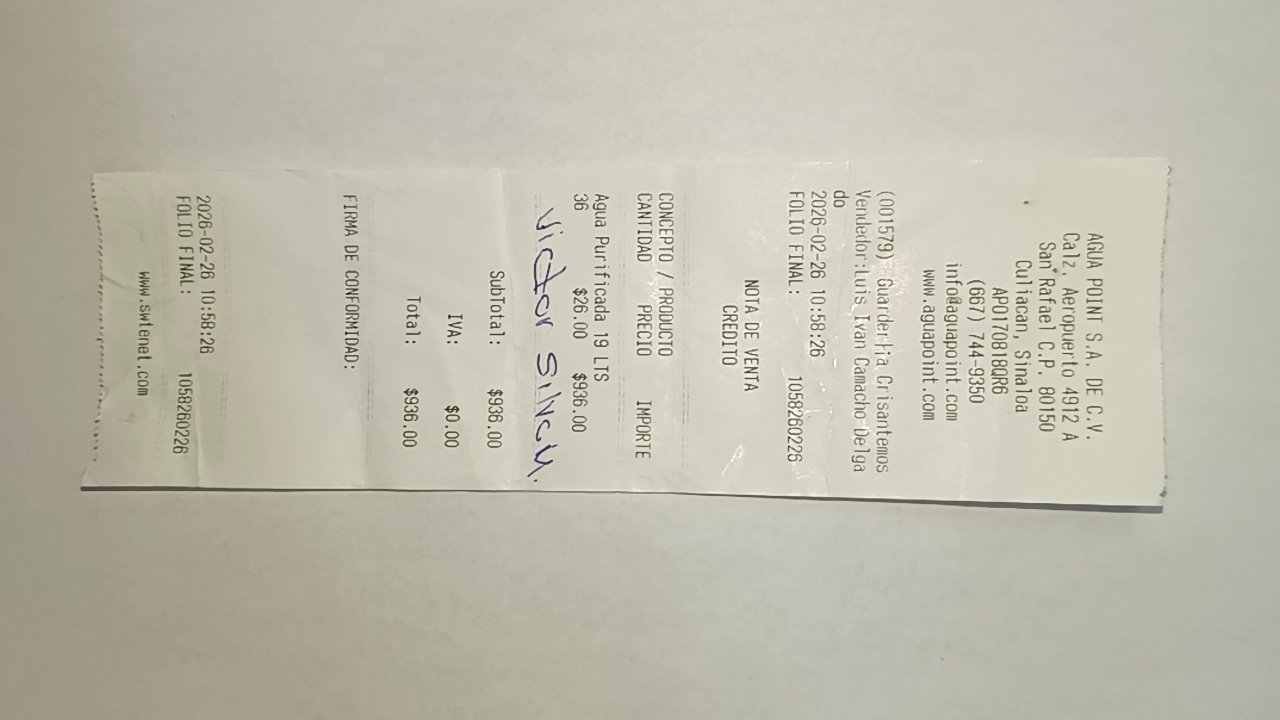 AGUA POINT S.A. DE C.V.
Calz. Aeropuerto 4912 A
San Rafael C.P. 80150
Culiacan, Sinaloa
APO170818QR6
(667) 744-9350
info@aguapoint.com
www.aguapoint.com
(001579) Guarderria Crisantemos
Vendedor:Luis Ivan Camacho Delga
do
2026-02-26 10:58:26
FOLIO FINAL: 1058260226
NOTA DE VENTA
CREDITO
CONCEPTO / PRODUCTO
CANTIDAD PRECIO IMPORTE
Agua Purificada 19 LTS
36 $26.00 $936.00
Victor Silva M.
SubTotal: $936.00
IVA: $0.00
Total: $936.00
FIRMA DE CONFORMIDAD:
2026-02-26 10:58:26
FOLIO FINAL: 1058260226
www.swtenet.com